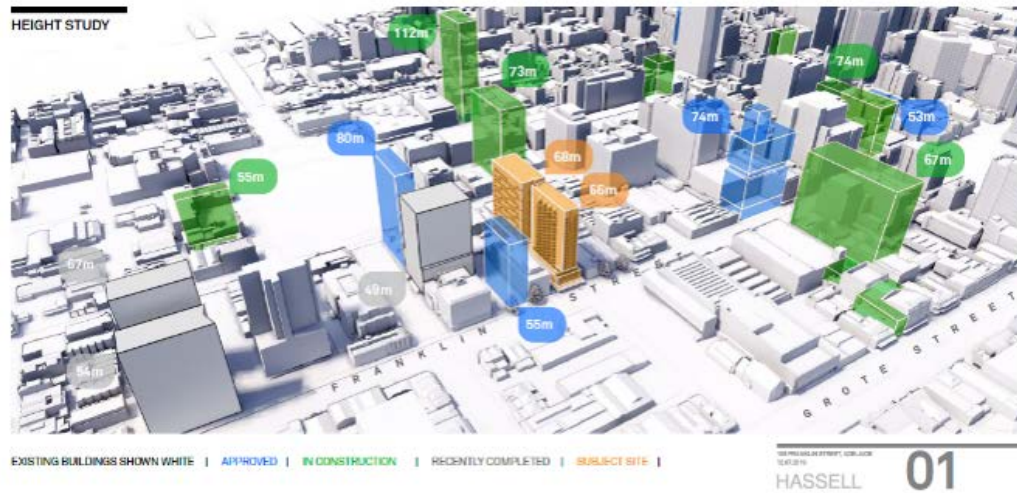 HEIGHT STUDY
112m
73m
74m
80m
74m
53m
68m
67m
55m
66m
67m
49m
55m
54m
FRANKLIN STREET
GROTE STREET
EXISTING BUILDINGS SHOWN WHITE | APPROVED | IN CONSTRUCTION | RECENTLY COMPLETED | SUBJECT SITE |
HASSELL
01